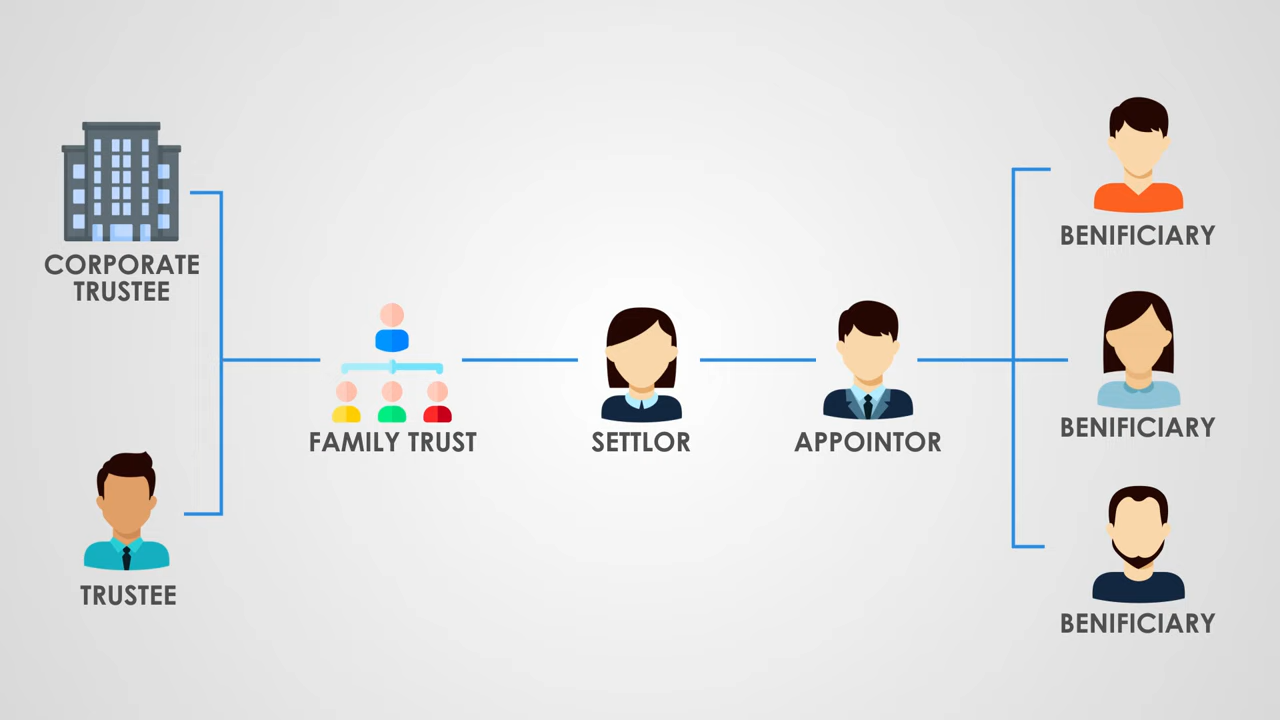 CORPORATE
TRUSTEE
TRUSTEE
FAMILY TRUST
SETTLOR
APPOINTOR
BENIFICIARY
BENIFICIARY
BENIFICIARY